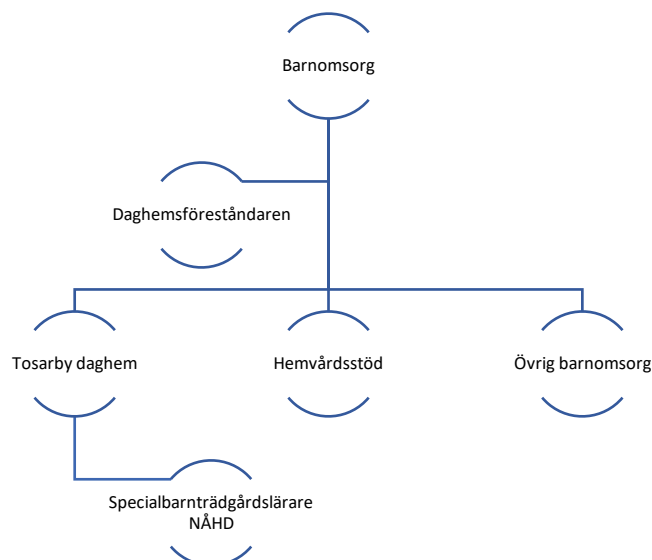 Barnomsorg
Daghemsföreståndaren
Tosarby daghem
Hemvårdsstöd
Övrig barnomsorg
Specialbarnträdgårdslärare
NÅHD